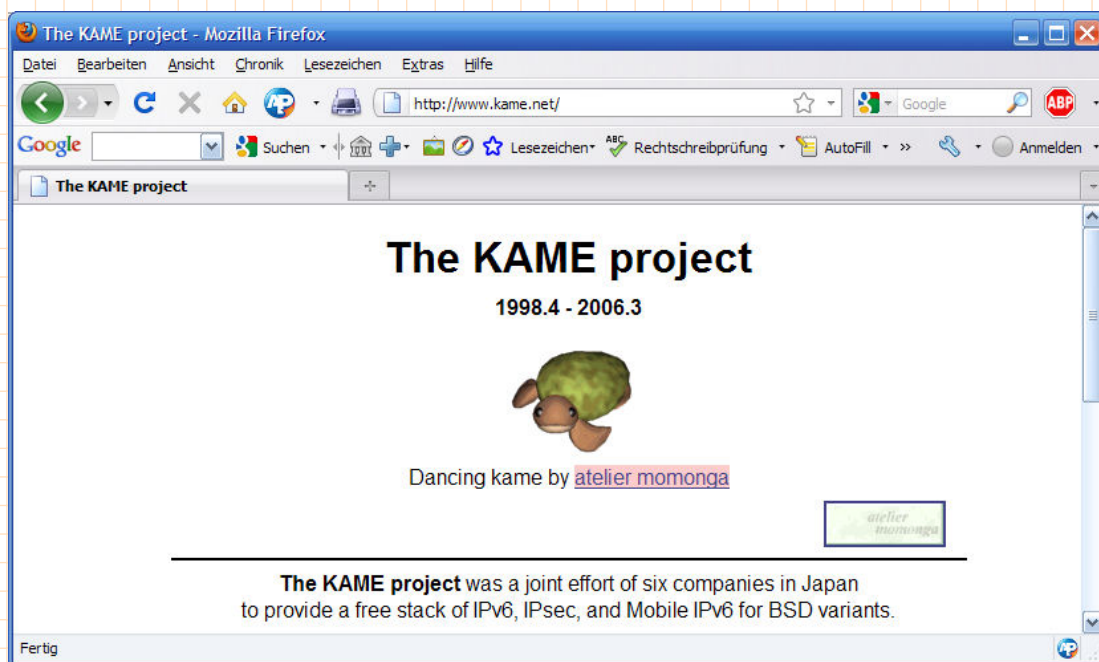 The KAME project - Mozilla Firefox
Datei Bearbeiten Ansicht Chronik Lesezeichen Extras Hilfe
http://www.kame.net/ Google ABP
Google Suchen Lesezeichen ABC Rechtschreibprüfung AutoFill » Anmelden
The KAME project
The KAME project
1998.4 - 2006.3
Dancing kame by atelier momonga
atelier
momonga
The KAME project was a joint effort of six companies in Japan
to provide a free stack of IPv6, IPsec, and Mobile IPv6 for BSD variants.
Fertig